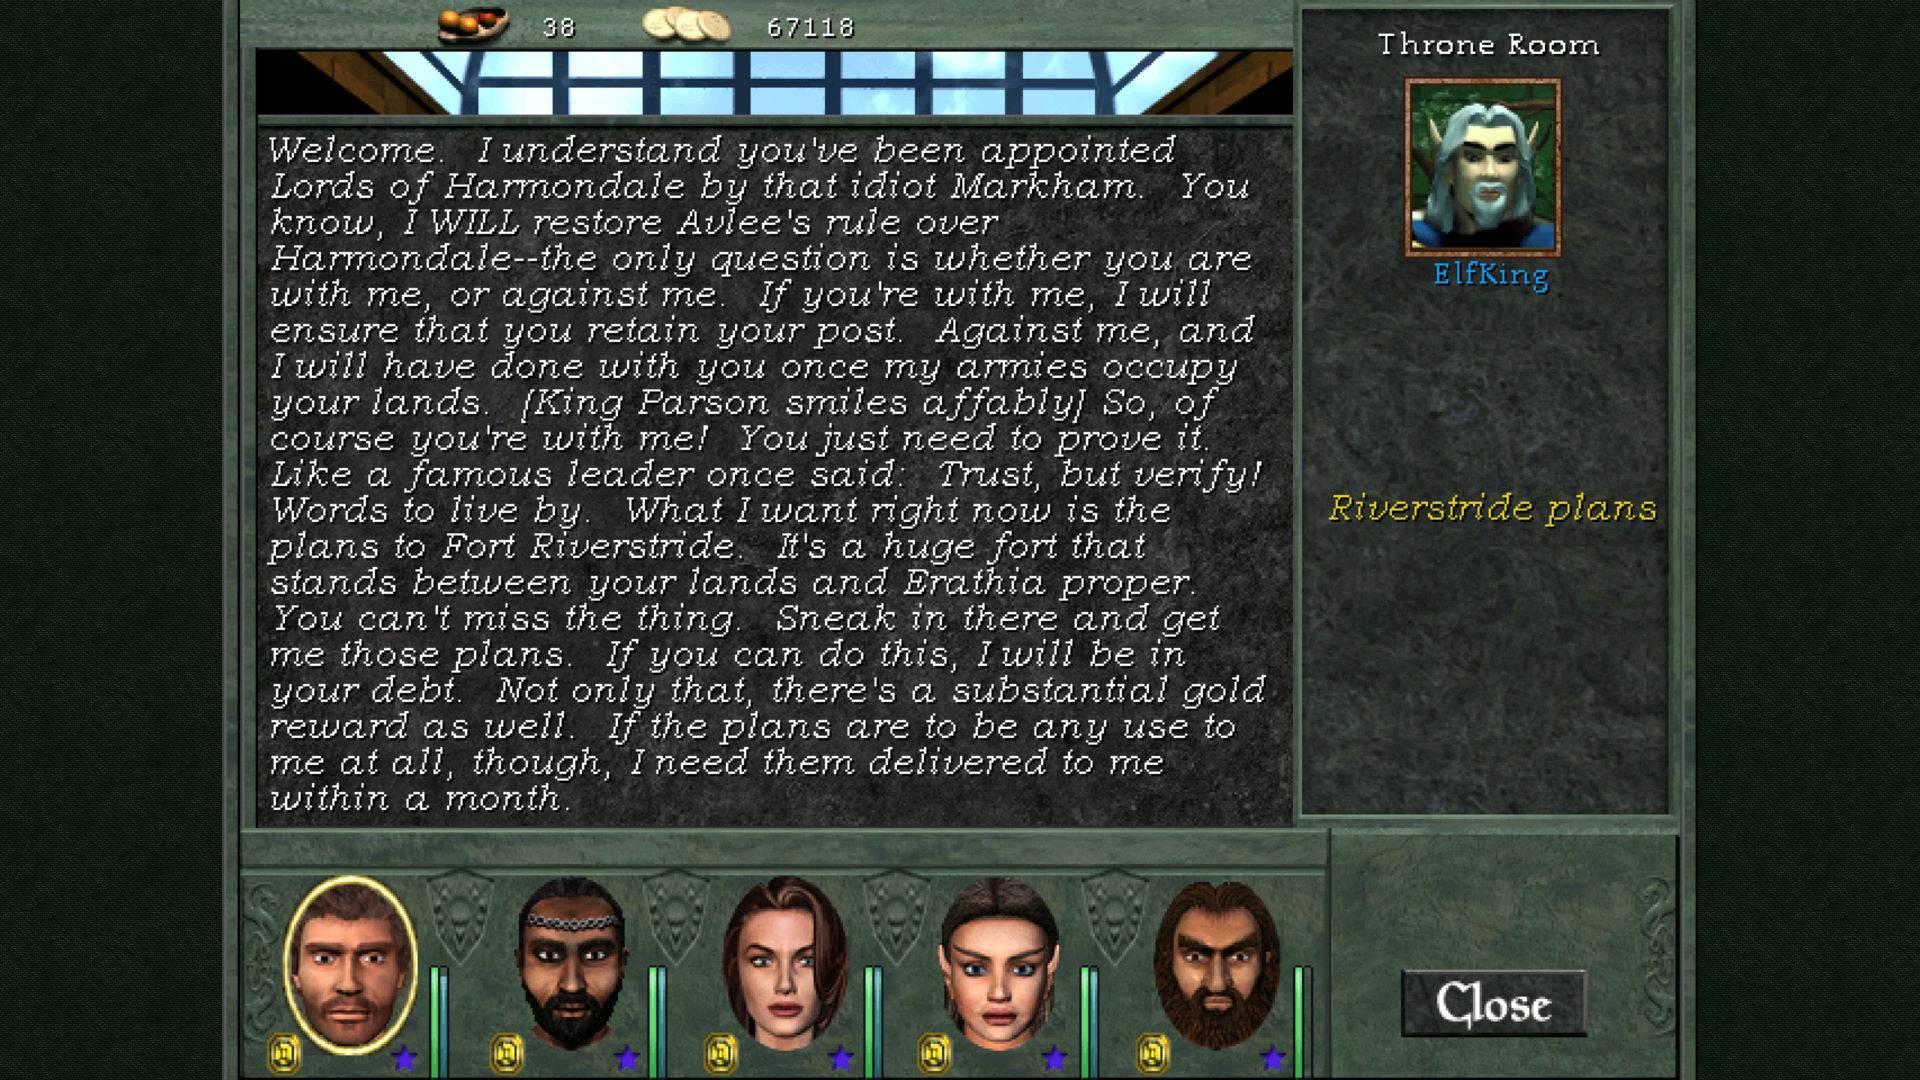 38
67118
Throne Room
Welcome. I understand you've been appointed
Lords of Harmondale by that idiot Markham. You
know, I WILL restore Avlee's rule over
Harmondale--the only question is whether you are
with me, or against me. If you're with me, I will
ensure that you retain your post. Against me, and
I will have done with you once my armies occupy
your lands. [King Parson smiles affably] So, of
course you're with me! You just need to prove it.
Like a famous leader once said: Trust, but verify!
Words to live by. What I want right now is the
plans to Fort Riverstride. It's a huge fort that
stands between your lands and Erathia proper.
You can't miss the thing. Sneak in there and get
me those plans. If you can do this, I will be in
your debt. Not only that, there's a substantial gold
reward as well. If the plans are to be any use to
me at all, though, I need them delivered to me
within a month.
ElfKing
Riverstride plans
Close